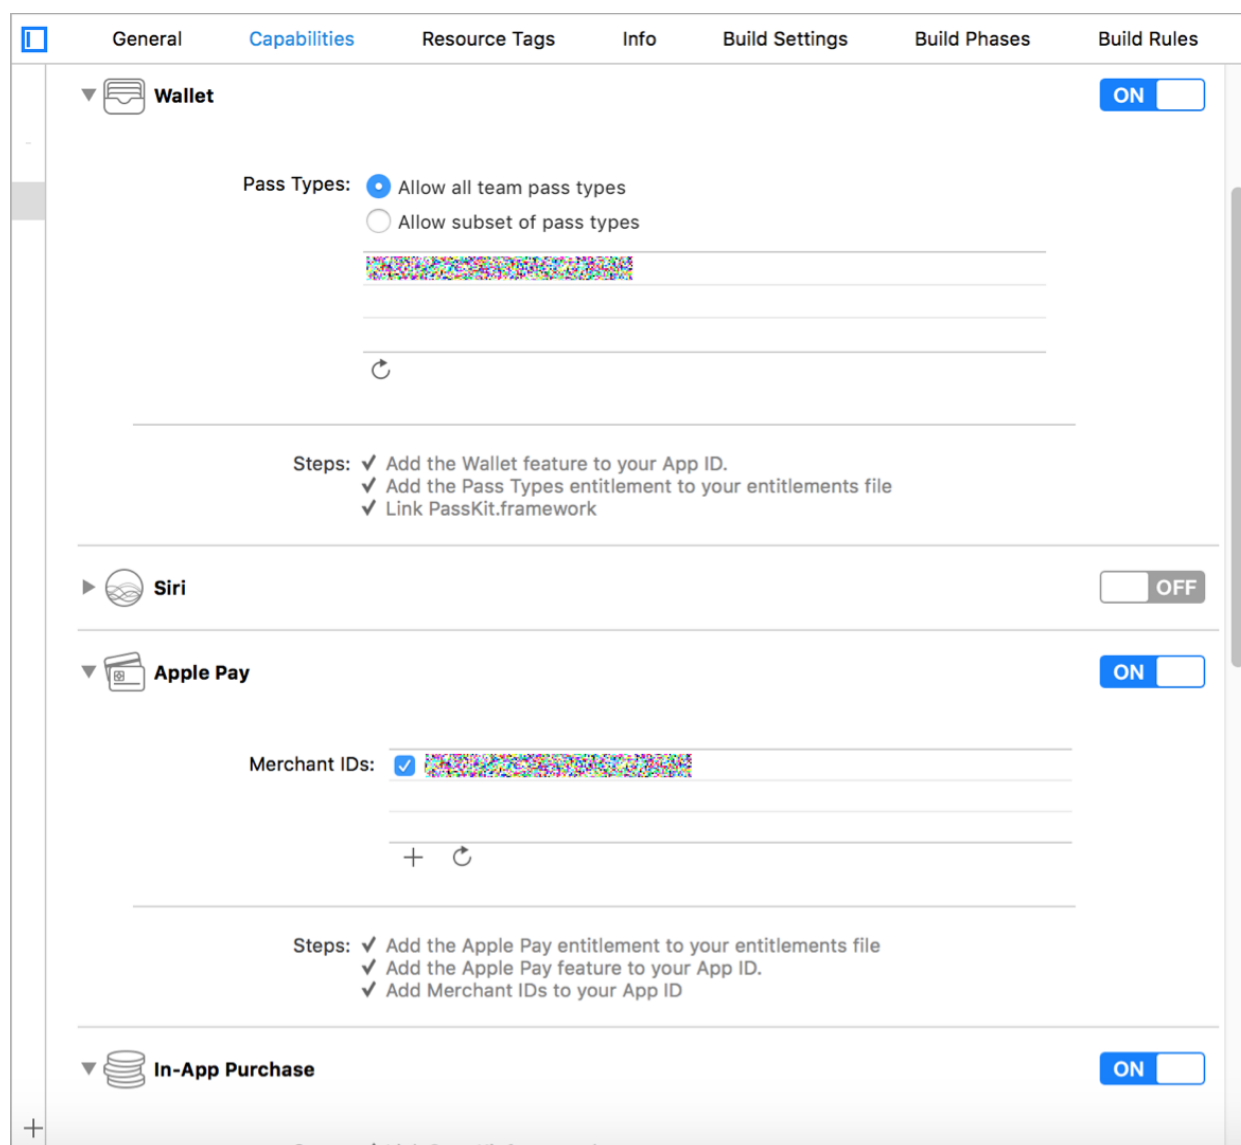 General Capabilities Resource Tags Info Build Settings Build Phases Build Rules
Wallet ON
Pass Types: Allow all team pass types
Allow subset of pass types
Steps: ✓ Add the Wallet feature to your App ID.
✓ Add the Pass Types entitlement to your entitlements file
✓ Link PassKit.framework
Siri OFF
Apple Pay ON
Merchant IDs:
Steps: ✓ Add the Apple Pay entitlement to your entitlements file
✓ Add the Apple Pay feature to your App ID.
✓ Add Merchant IDs to your App ID
In-App Purchase ON